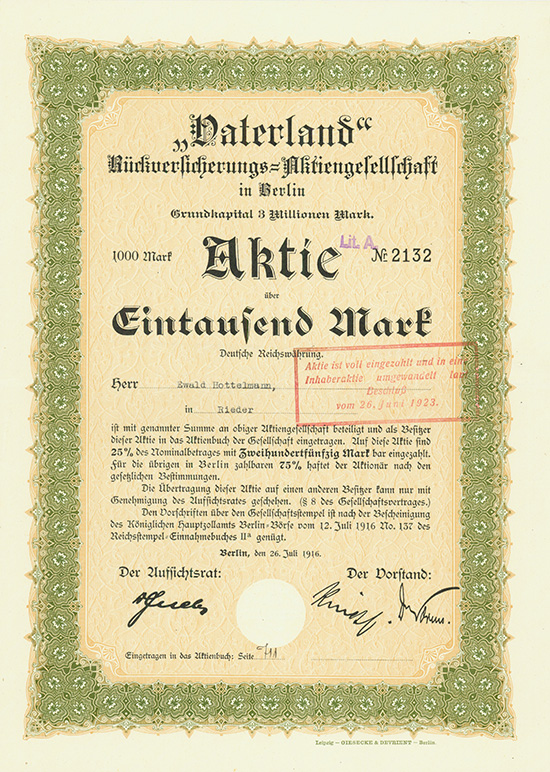 „Vaterland“
Rückversicherungs=Aktiengesellschaft
in Berlin
Grundkapital 3 Millionen Mark.
Lit. A.
1000 Mark Aktie № 2132
über
Eintausend Mark
Deutsche Reichswährung.
Aktie ist voll eingezahlt und in eine
Inhaberaktie umgewandelt laut
Beschluß
vom 26. Juni 1923.
Herr Ewald Hottelmann,
in Rieder
ist mit genannter Summe an obiger Aktiengesellschaft beteiligt und als Besitzer
dieser Aktie in das Aktienbuch der Gesellschaft eingetragen. Auf diese Aktie sind
25% des Nominalbetrages mit Zweihundertfünfzig Mark bar eingezahlt.
Für die übrigen in Berlin zahlbaren 75% haftet der Aktionär nach den
gesetzlichen Bestimmungen.
Die Übertragung dieser Aktie auf einen anderen Besitzer kann nur mit
Genehmigung des Aufsichtsrates geschehen. (§ 8 des Gesellschaftsvertrages.)
Den Vorschriften über den Gesellschaftsstempel ist nach der Bescheinigung
des Königlichen Hauptzollamts Berlin=Börse vom 12. Juli 1916 No. 137 des
Reichsstempel=Einnahmebuches IIa genügt.
Berlin, den 26. Juli 1916.
Der Aufsichtsrat: Der Vorstand:
Eingetragen in das Aktienbuch: Seite 711
Leipzig — GIESECKE & DEVRIENT — Berlin.